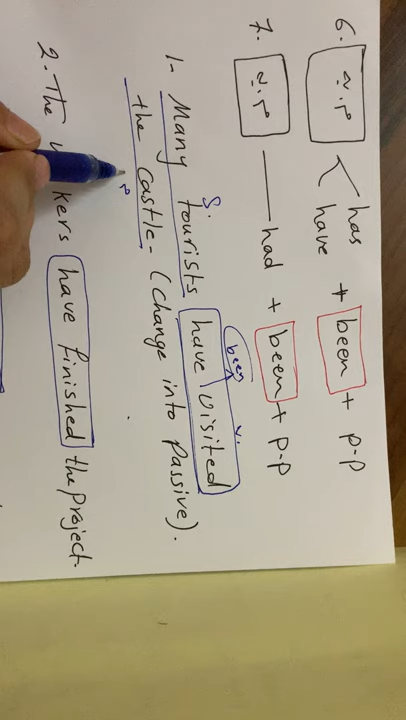 6. < has
have + been + p.p
7. — had + been + p.p
S. been v.
1- Many tourists have visited
the castle. (change into passive).
2. The kers have finished the project.